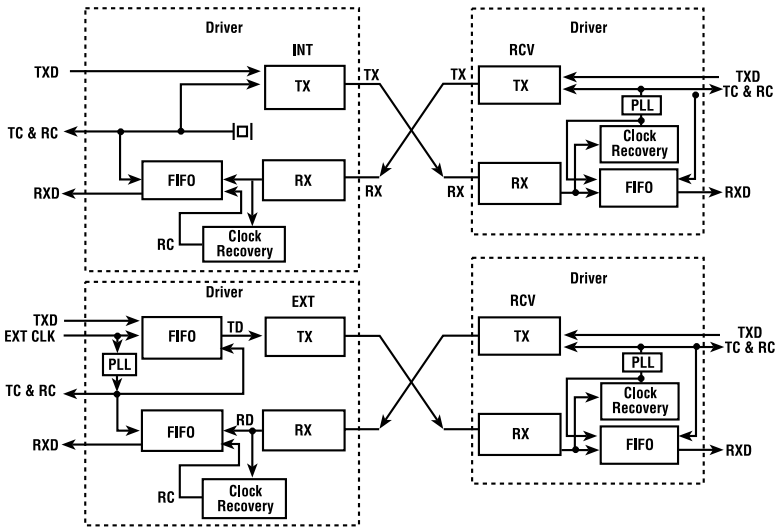 Driver
INT
TXD
TX
TX
TC & RC
FIFO
RX
RXD
RX
RC
Clock
Recovery
Driver
RCV
TX
TX
TXD
TC & RC
PLL
Clock
Recovery
RX
RX
FIFO
RXD
Driver
EXT
TXD
EXT CLK
FIFO
TD
TX
PLL
TC & RC
FIFO
RD
RX
RXD
RC
Clock
Recovery
Driver
RCV
TX
TXD
TC & RC
PLL
Clock
Recovery
RX
FIFO
RXD